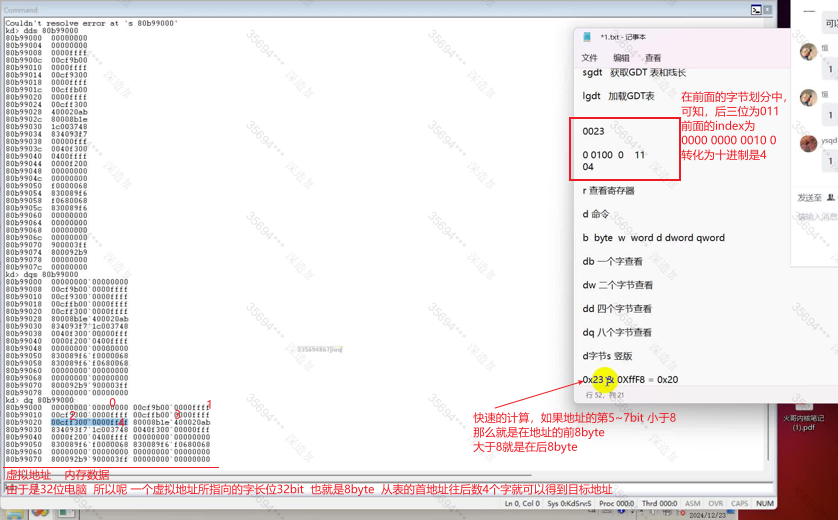 Command
Couldn't resolve error at 's 80b99000'
kd> dds 80b99000
80b99000  00000000
80b99004  00000000
80b99008  0000ffff
80b9900c  00cf9b00
80b99010  0000ffff
80b99014  00cf9300
80b99018  0000ffff
80b9901c  00cffb00
80b99020  0000ffff
80b99024  00cff300
80b99028  400020ab
80b9902c  80008b1e
80b99030  1c003748
80b99034  834093f7
80b99038  00000fff
80b9903c  0040f300
80b99040  0400ffff
80b99044  0000f200
80b99048  00000000
80b9904c  00000000
80b99050  f0000068
80b99054  830089f6
80b99058  f0680068
80b9905c  830089f6
80b99060  00000000
80b99064  00000000
80b99068  00000000
80b9906c  00000000
80b99070  900003ff
80b99074  800092b9
80b99078  00000000
80b9907c  00000000
kd> dqs 80b99000
80b99000  00000000`00000000
80b99008  00cf9b00`0000ffff
80b99010  00cf9300`0000ffff
80b99018  00cffb00`0000ffff
80b99020  00cff300`0000ffff
80b99028  80008b1e`400020ab
80b99030  834093f7`1c003748
80b99038  0040f300`00000fff
80b99040  0000f200`0400ffff
80b99048  00000000`00000000
80b99050  830089f6`f0000068
80b99058  830089f6`f0680068
80b99060  00000000`00000000
80b99068  00000000`00000000
80b99070  800092b9`900003ff
80b99078  00000000`00000000
kd> dq 80b99000
0 1
80b99000  00000000`00000000 00cf9b00`0000ffff
2 3
80b99010  00cf9300`0000ffff 00cffb00`0000ffff
4
80b99020  00cff300`0000ffff 80008b1e`400020ab
80b99030  834093f7`1c003748 0040f300`00000fff
80b99040  0000f200`0400ffff 00000000`00000000
80b99050  830089f6`f0000068 830089f6`f0680068
80b99060  00000000`00000000 00000000`00000000
80b99070  800092b9`900003ff 00000000`00000000
虚拟地址 内存数据
由于是32位电脑 所以呢 一个虚拟地址所指向的字长位32bit 也就是8byte 从表的首地址往后数4个字就可以得到目标地址
Ln 0, Col 0 Sys 0:KdSrv:S Proc 000:0 Thrd 000:0 ASM OVR CAPS NUM
*1.txt - 记事本
文件 编辑 查看
sgdt 获取GDT 表和线长
lgdt 加载GDT表
0023
0 0100 0 11
04
r 查看寄存器
d 命令
b byte w word d dword qword
db 一个字查看
dw 二个字节查看
dd 四个字节查看
dq 八个字节查看
d字节s 竖版
0x23 & 0XffF8 = 0x20
行 52，列 21
在前面的字节划分中，
可知，后三位为011
前面的index为
0000 0000 0010 0
转化为十进制是4
快速的计算，如果地址的第5~7bit 小于8
那么就是在地址的前8byte
大于8就是在后8byte
可以
恒
1
恒
1
ysqd
1
发送至
请输入消息
火哥内核笔记
(1).pdf
2024/12/23
35694***
深造友